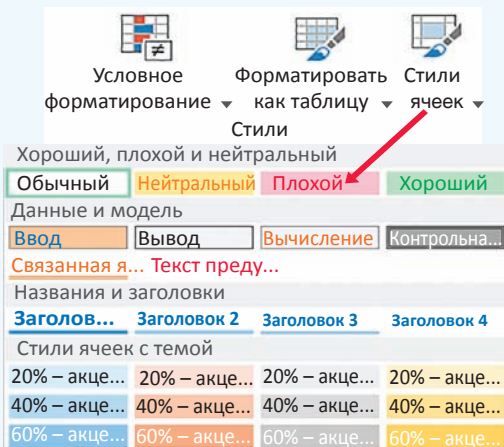 Условное Форматировать Стили
форматирование как таблицу ячеек
Стили
Хороший, плохой и нейтральный
Обычный Нейтральный Плохой Хороший
Данные и модель
Ввод Вывод Вычисление Контрольна...
Связанная я... Текст преду...
Названия и заголовки
Заголов... Заголовок 2 Заголовок 3 Заголовок 4
Стили ячеек с темой
20% – акце... 20% – акце... 20% – акце... 20% – акце...
40% – акце... 40% – акце... 40% – акце... 40% – акце...
60% – акце... 60% – акце... 60% – акце... 60% – акце...